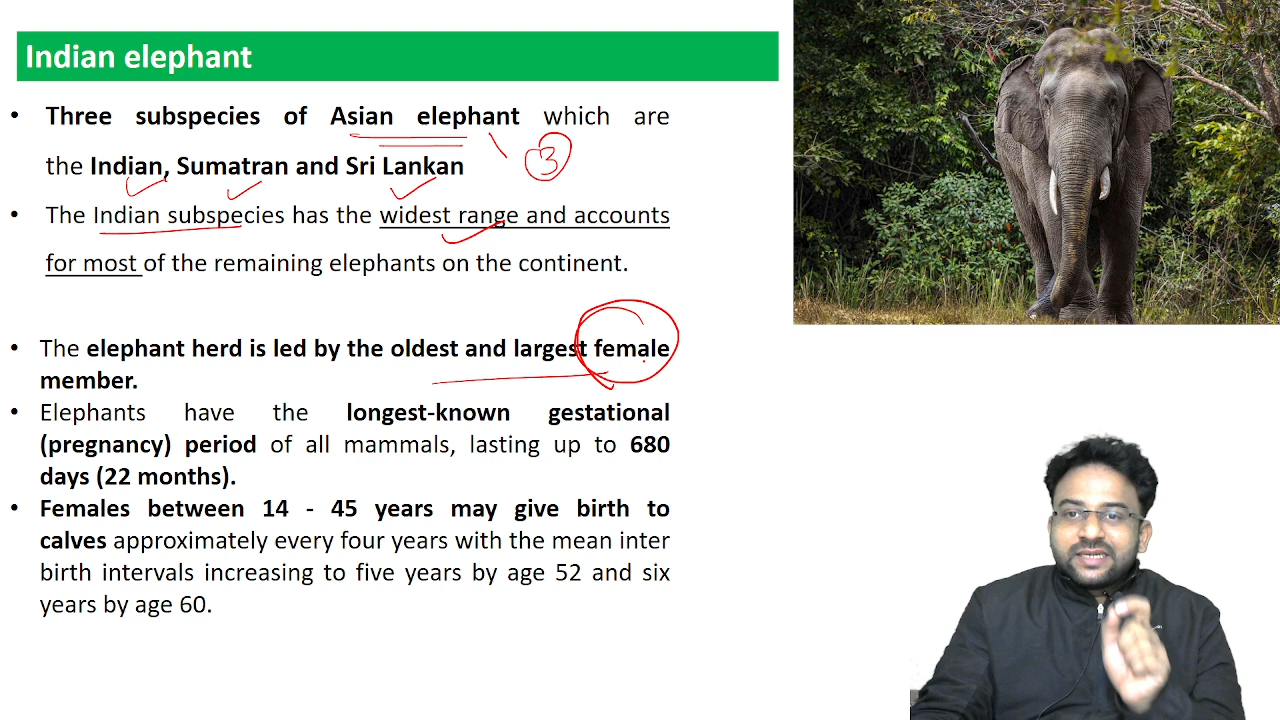 Indian elephant
• Three subspecies of Asian elephant which are
the Indian, Sumatran and Sri Lankan
3
• The Indian subspecies has the widest range and accounts
for most of the remaining elephants on the continent.
• The elephant herd is led by the oldest and largest female
member.
• Elephants have the longest-known gestational
(pregnancy) period of all mammals, lasting up to 680
days (22 months).
• Females between 14 - 45 years may give birth to
calves approximately every four years with the mean inter
birth intervals increasing to five years by age 52 and six
years by age 60.